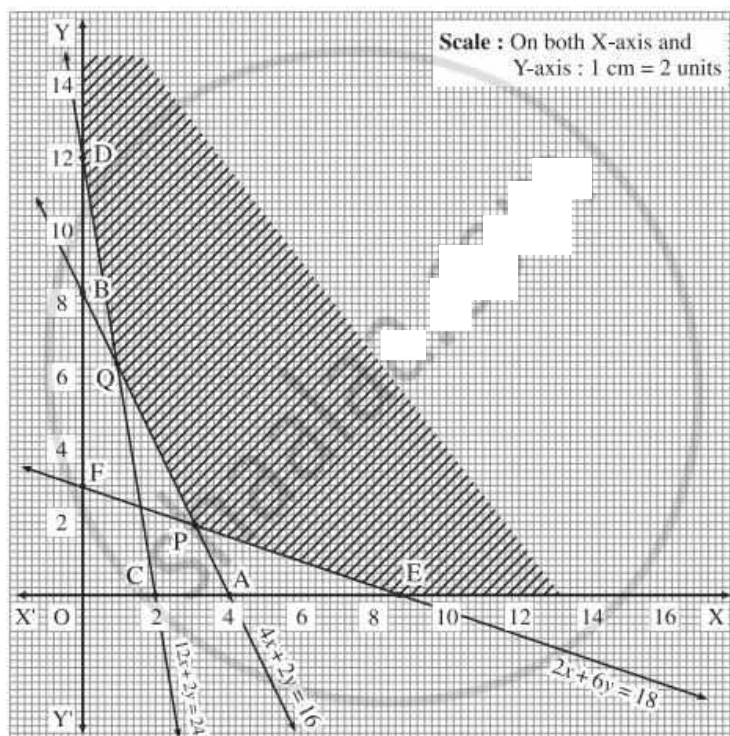 Y
Scale : On both X-axis and
Y-axis : 1 cm = 2 units
14
12 D
10
B
8
Q
6
4
F
2
P
C
A
E
X' O 2 4 6 8 10 12 14 16 X
12x + 2y = 24
4x + 2y = 16
2x + 6y = 18
Y'